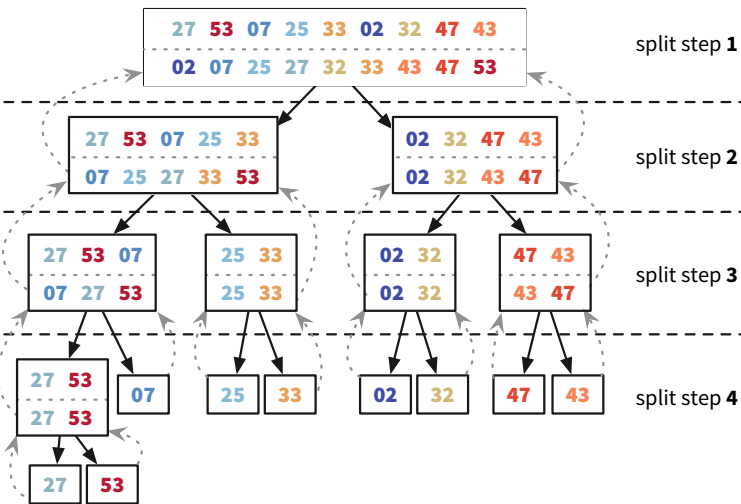 27 53 07 25 33 02 32 47 43
02 07 25 27 32 33 43 47 53
split step 1
27 53 07 25 33
07 25 27 33 53
02 32 47 43
02 32 43 47
split step 2
27 53 07
07 27 53
25 33
25 33
02 32
02 32
47 43
43 47
split step 3
27 53
27 53
07
25
33
02
32
47
43
split step 4
27
53